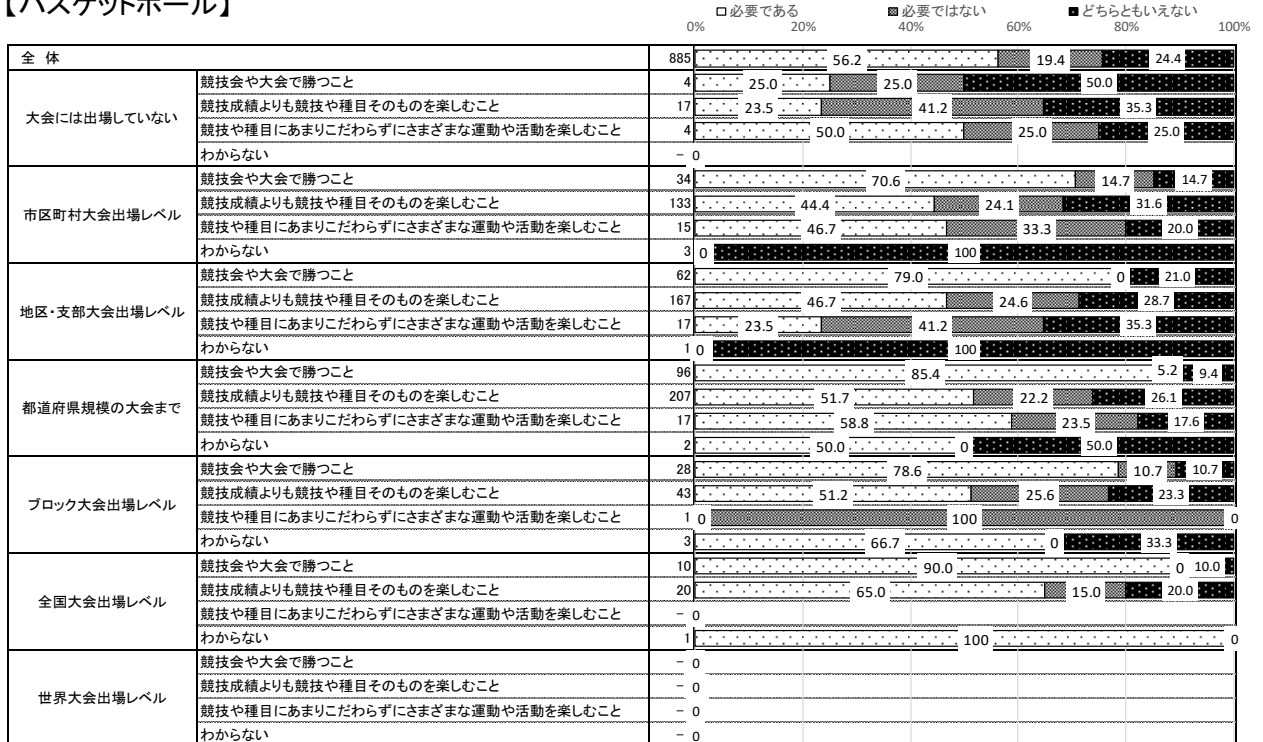 【バスケットボール】
必要である 必要ではない どちらともいえない
0% 20% 40% 60% 80% 100%
全 体 885 56.2 19.4 24.4
大会には出場していない
競技会や大会で勝つこと 4 25.0 25.0 50.0
競技成績よりも競技や種目そのものを楽しむこと 17 23.5 41.2 35.3
競技や種目にあまりこだわらずにさまざまな運動や活動を楽しむこと 4 50.0 25.0 25.0
わからない － 0
市区町村大会出場レベル
競技会や大会で勝つこと 34 70.6 14.7 14.7
競技成績よりも競技や種目そのものを楽しむこと 133 44.4 24.1 31.6
競技や種目にあまりこだわらずにさまざまな運動や活動を楽しむこと 15 46.7 33.3 20.0
わからない 3 0 100
地区・支部大会出場レベル
競技会や大会で勝つこと 62 79.0 0 21.0
競技成績よりも競技や種目そのものを楽しむこと 167 46.7 24.6 28.7
競技や種目にあまりこだわらずにさまざまな運動や活動を楽しむこと 17 23.5 41.2 35.3
わからない 1 0 100
都道府県規模の大会まで
競技会や大会で勝つこと 96 85.4 5.2 9.4
競技成績よりも競技や種目そのものを楽しむこと 207 51.7 22.2 26.1
競技や種目にあまりこだわらずにさまざまな運動や活動を楽しむこと 17 58.8 23.5 17.6
わからない 2 50.0 0 50.0
ブロック大会出場レベル
競技会や大会で勝つこと 28 78.6 10.7 10.7
競技成績よりも競技や種目そのものを楽しむこと 43 51.2 25.6 23.3
競技や種目にあまりこだわらずにさまざまな運動や活動を楽しむこと 1 0 100 0
わからない 3 66.7 0 33.3
全国大会出場レベル
競技会や大会で勝つこと 10 90.0 0 10.0
競技成績よりも競技や種目そのものを楽しむこと 20 65.0 15.0 20.0
競技や種目にあまりこだわらずにさまざまな運動や活動を楽しむこと － 0
わからない 1 100 0
世界大会出場レベル
競技会や大会で勝つこと － 0
競技成績よりも競技や種目そのものを楽しむこと － 0
競技や種目にあまりこだわらずにさまざまな運動や活動を楽しむこと － 0
わからない － 0